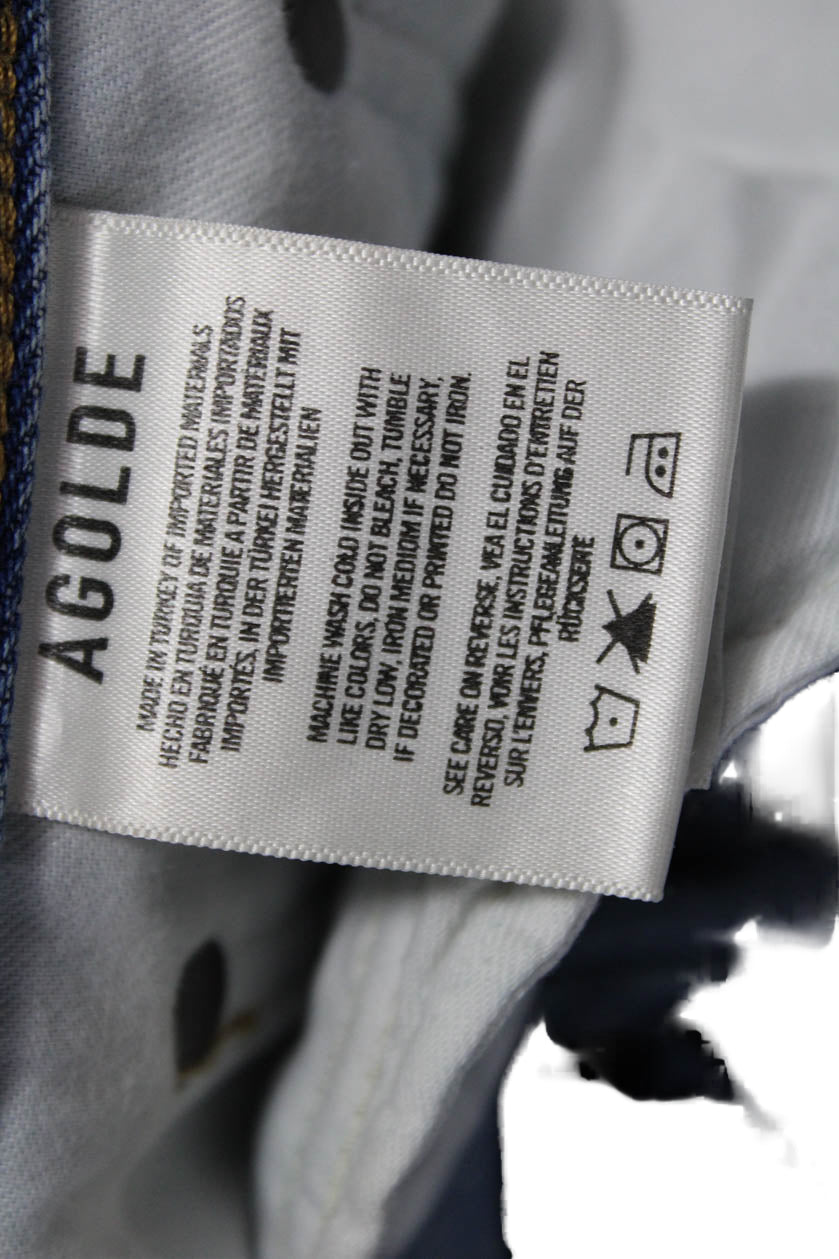 AGOLDE
MADE IN TURKEY OF IMPORTED MATERIALS
HECHO EN TURQUIA DE MATERIALES IMPORTADOS
FABRIQUÉ EN TURQUIE A PARTIR DE MATERIAUX
IMPORTÉS, IN DER TÜRKEI HERGESTELLT MIT
IMPORTIERTEN MATERIALIEN
MACHINE WASH COLD INSIDE OUT WITH
LIKE COLORS, DO NOT BLEACH, TUMBLE
DRY LOW, IRON MEDIOM IF NECESSARY,
IF DECORATED OR PRINTED DO NOT IRON.
SEE CARE ON REVERSE, VEA EL CUIDADO EN EL
REVERSO, VOIR LES INSTRUCTIONS D'ENTRETIEN
SUR L'ENVERS, PFLEGEANLEITUNG AUF DER
RÜCKSEITE